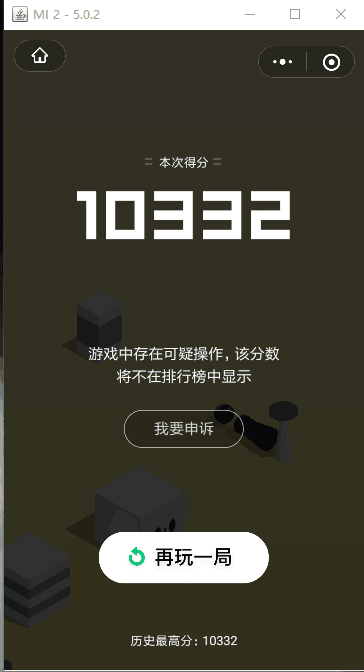 MI 2 - 5.0.2
本次得分
10332
游戏中存在可疑操作，该分数
将不在排行榜中显示
我要申诉
再玩一局
历史最高分：10332